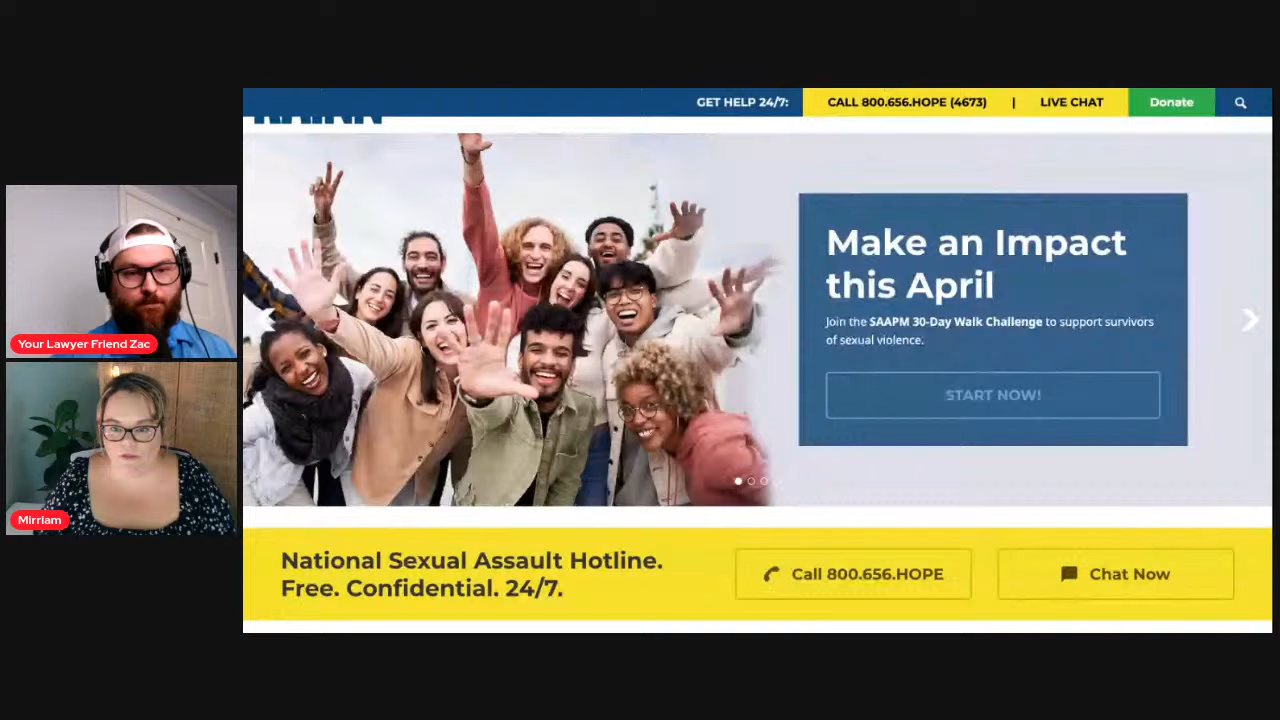 GET HELP 24/7:
CALL 800.656.HOPE (4673) | LIVE CHAT
Donate
Make an Impact
this April
Join the SAAPM 30-Day Walk Challenge to support survivors
of sexual violence.
START NOW!
Your Lawyer Friend Zac
Mirriam
National Sexual Assault Hotline.
Free. Confidential. 24/7.
Call 800.656.HOPE
Chat Now